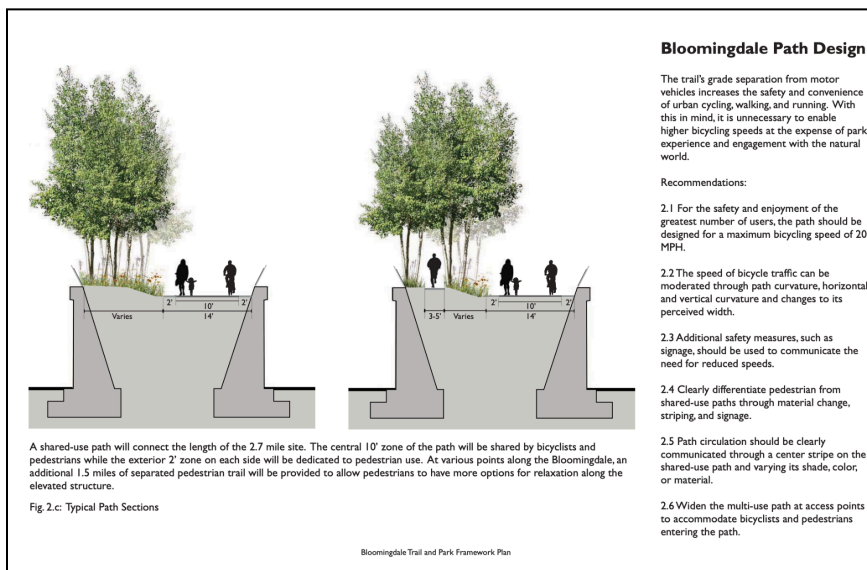 Bloomingdale Path Design
The trail's grade separation from motor
vehicles increases the safety and convenience
of urban cycling, walking, and running. With
this in mind, it is unnecessary to enable
higher bicycling speeds at the expense of park
experience and engagement with the natural
world.
Recommendations:
2.1 For the safety and enjoyment of the
greatest number of users, the path should be
designed for a maximum bicycling speed of 20
MPH.
2.2 The speed of bicycle traffic can be
moderated through path curvature, horizontal
and vertical curvature and changes to its
perceived width.
2.3 Additional safety measures, such as
signage, should be used to communicate the
need for reduced speeds.
2.4 Clearly differentiate pedestrian from
shared-use paths through material change,
striping, and signage.
2.5 Path circulation should be clearly
communicated through a center stripe on the
shared-use path and varying its shade, color,
or material.
2.6 Widen the multi-use path at access points
to accommodate bicyclists and pedestrians
entering the path.
2' 10' 2'
Varies 14'
2' 10' 2'
3-5' Varies 14'
A shared-use path will connect the length of the 2.7 mile site. The central 10' zone of the path will be shared by bicyclists and
pedestrians while the exterior 2' zone on each side will be dedicated to pedestrian use. At various points along the Bloomingdale, an
additional 1.5 miles of separated pedestrian trail will be provided to allow pedestrians to have more options for relaxation along the
elevated structure.
Fig. 2.c: Typical Path Sections
Bloomingdale Trail and Park Framework Plan